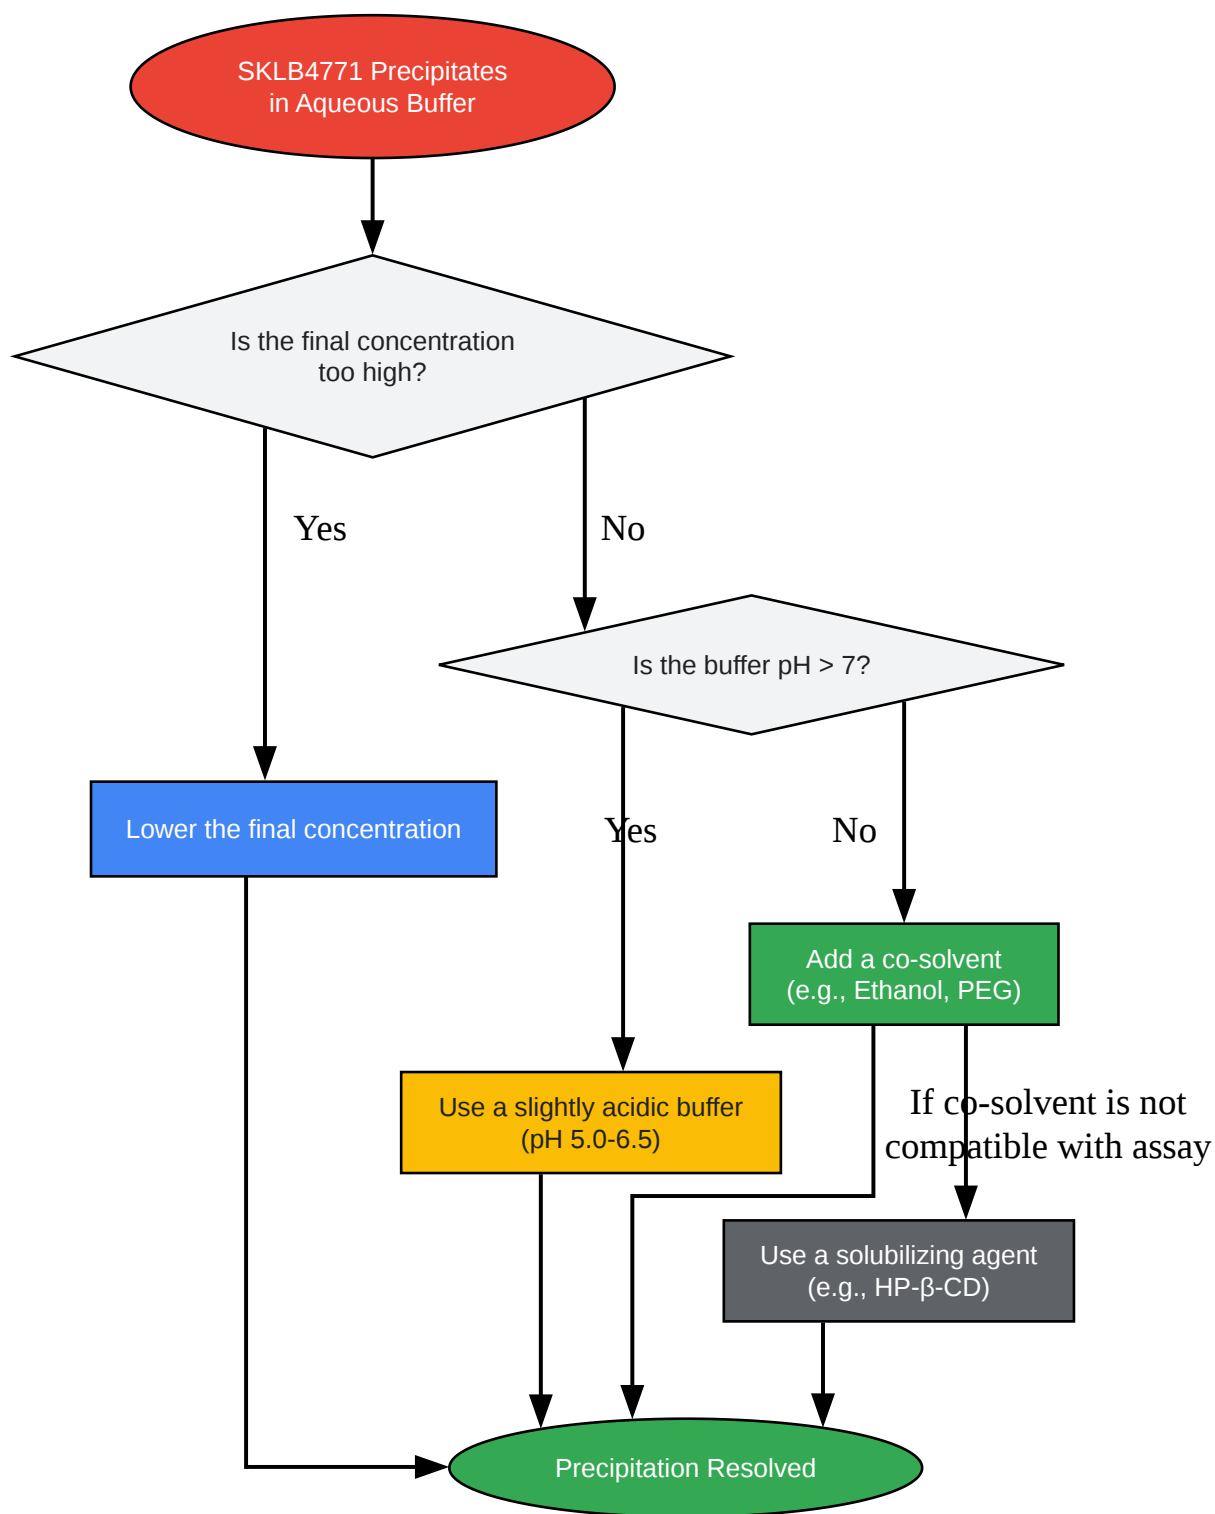 SKLB4771 Precipitates
in Aqueous Buffer
Is the final concentration
too high?
Yes
No
Is the buffer pH > 7?
Lower the final concentration
Yes
No
Add a co-solvent
(e.g., Ethanol, PEG)
Use a slightly acidic buffer
(pH 5.0-6.5)
If co-solvent is not
compatible with assay
Use a solubilizing agent
(e.g., HP-β-CD)
Precipitation Resolved